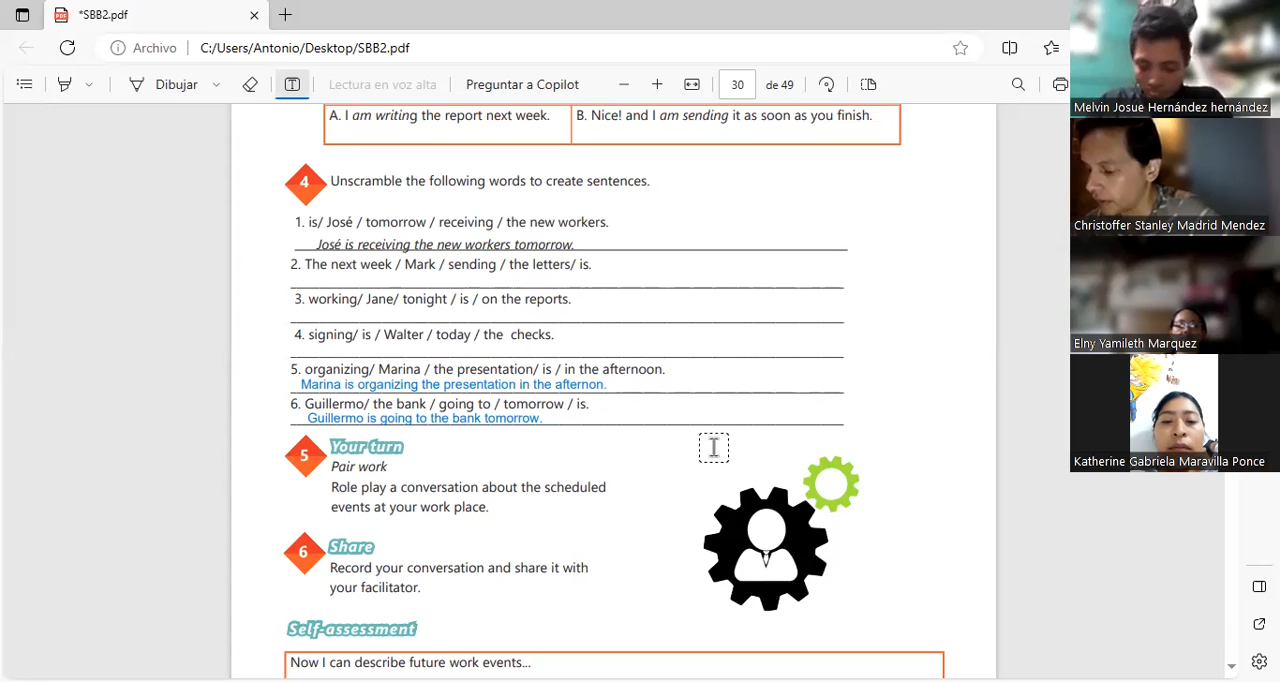 *SBB2.pdf
Archivo
C:/Users/Antonio/Desktop/SBB2.pdf
Dibujar
Lectura en voz alta
Preguntar a Copilot
30
de 49
A. I am writing the report next week.
B. Nice! and I am sending it as soon as you finish.
4
Unscramble the following words to create sentences.
1. is/ José / tomorrow / receiving / the new workers.
José is receiving the new workers tomorrow.
2. The next week / Mark / sending / the letters/ is.
3. working/ Jane/ tonight / is / on the reports.
4. signing/ is / Walter / today / the checks.
5. organizing/ Marina / the presentation/ is / in the afternoon.
Marina is organizing the presentation in the afternon.
6. Guillermo/ the bank / going to / tomorrow / is.
Guillermo is going to the bank tomorrow.
5
Your turn
Pair work
Role play a conversation about the scheduled
events at your work place.
6
Share
Record your conversation and share it with
your facilitator.
Self-assessment
Now I can describe future work events...
Melvin Josue Hernández hernández
Christoffer Stanley Madrid Mendez
Elny Yamileth Marquez
Katherine Gabriela Maravilla Ponce